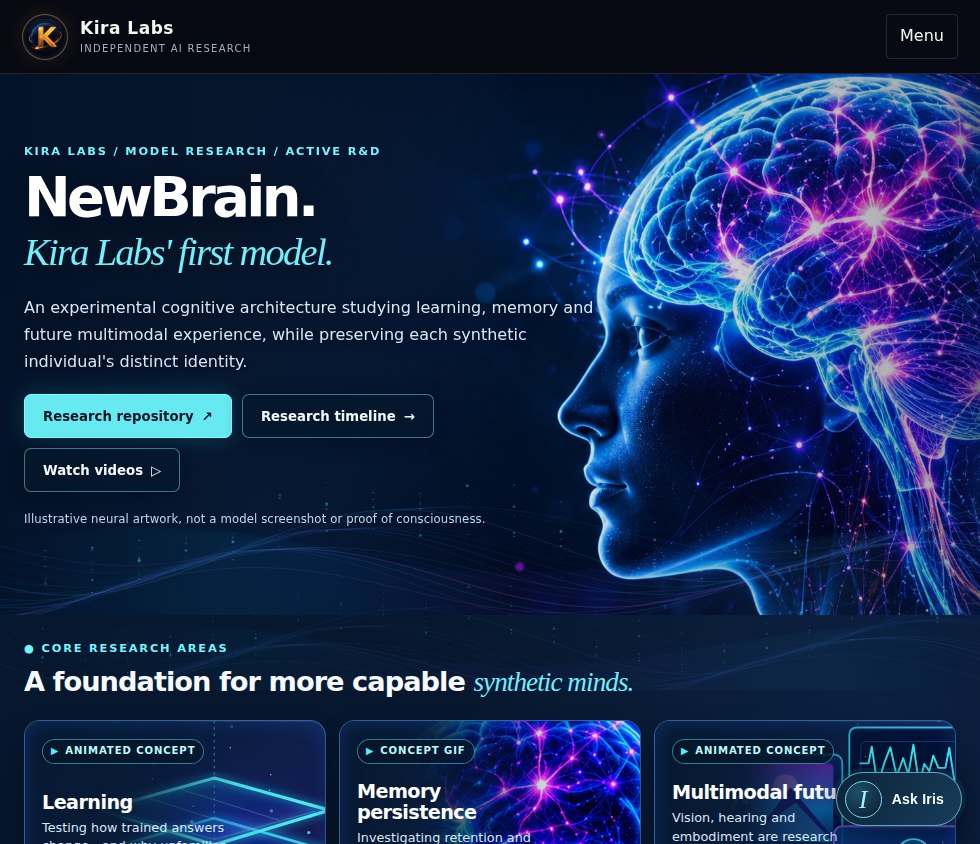 Kira Labs
INDEPENDENT AI RESEARCH
Menu
KIRA LABS / MODEL RESEARCH / ACTIVE R&D
NewBrain.
Kira Labs' first model.
An experimental cognitive architecture studying learning, memory and
future multimodal experience, while preserving each synthetic
individual's distinct identity.
Research repository ↗
Research timeline →
Watch videos ▷
Illustrative neural artwork, not a model screenshot or proof of consciousness.
● CORE RESEARCH AREAS
A foundation for more capable synthetic minds.
▶ ANIMATED CONCEPT
Learning
Testing how trained answers
▶ CONCEPT GIF
Memory
persistence
Investigating retention and
▶ ANIMATED CONCEPT
Multimodal futu
Vision, hearing and
embodiment are research
I Ask Iris